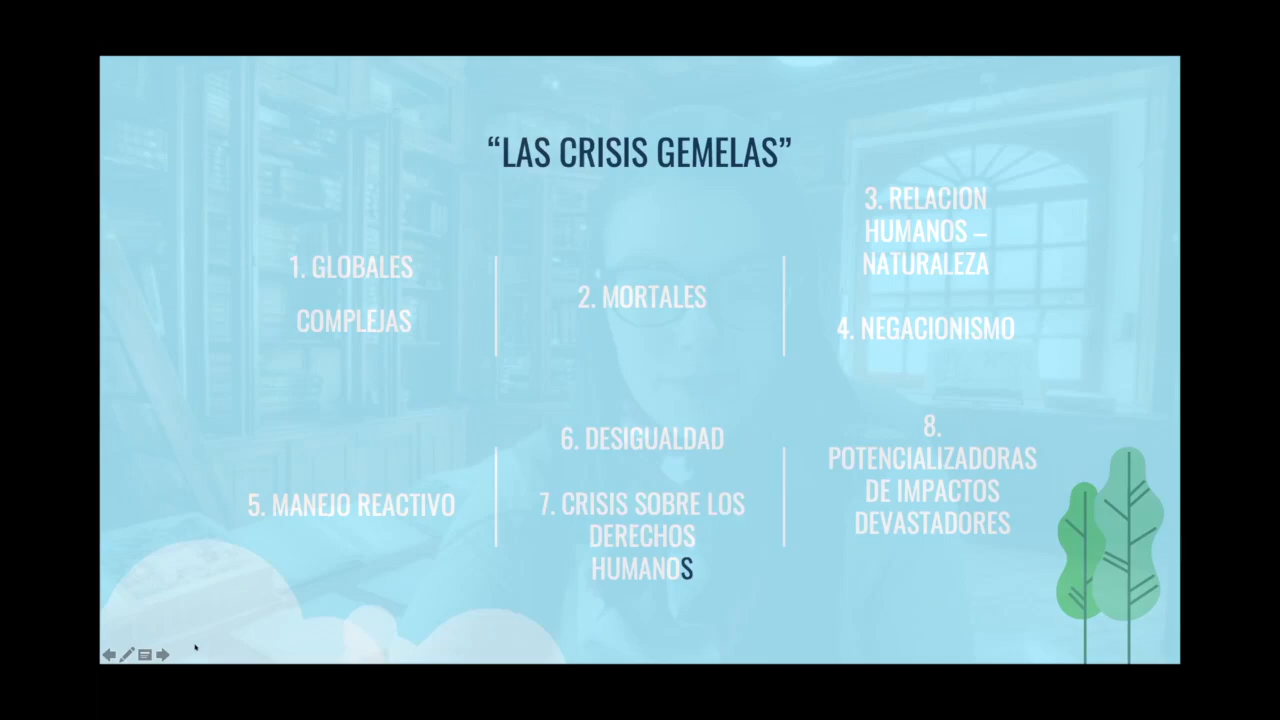 “LAS CRISIS GEMELAS”
1. GLOBALES
COMPLEJAS
2. MORTALES
3. RELACION
HUMANOS –
NATURALEZA
4. NEGACIONISMO
5. MANEJO REACTIVO
6. DESIGUALDAD
7. CRISIS SOBRE LOS
DERECHOS
HUMANOS
8.
POTENCIALIZADORAS
DE IMPACTOS
DEVASTADORES